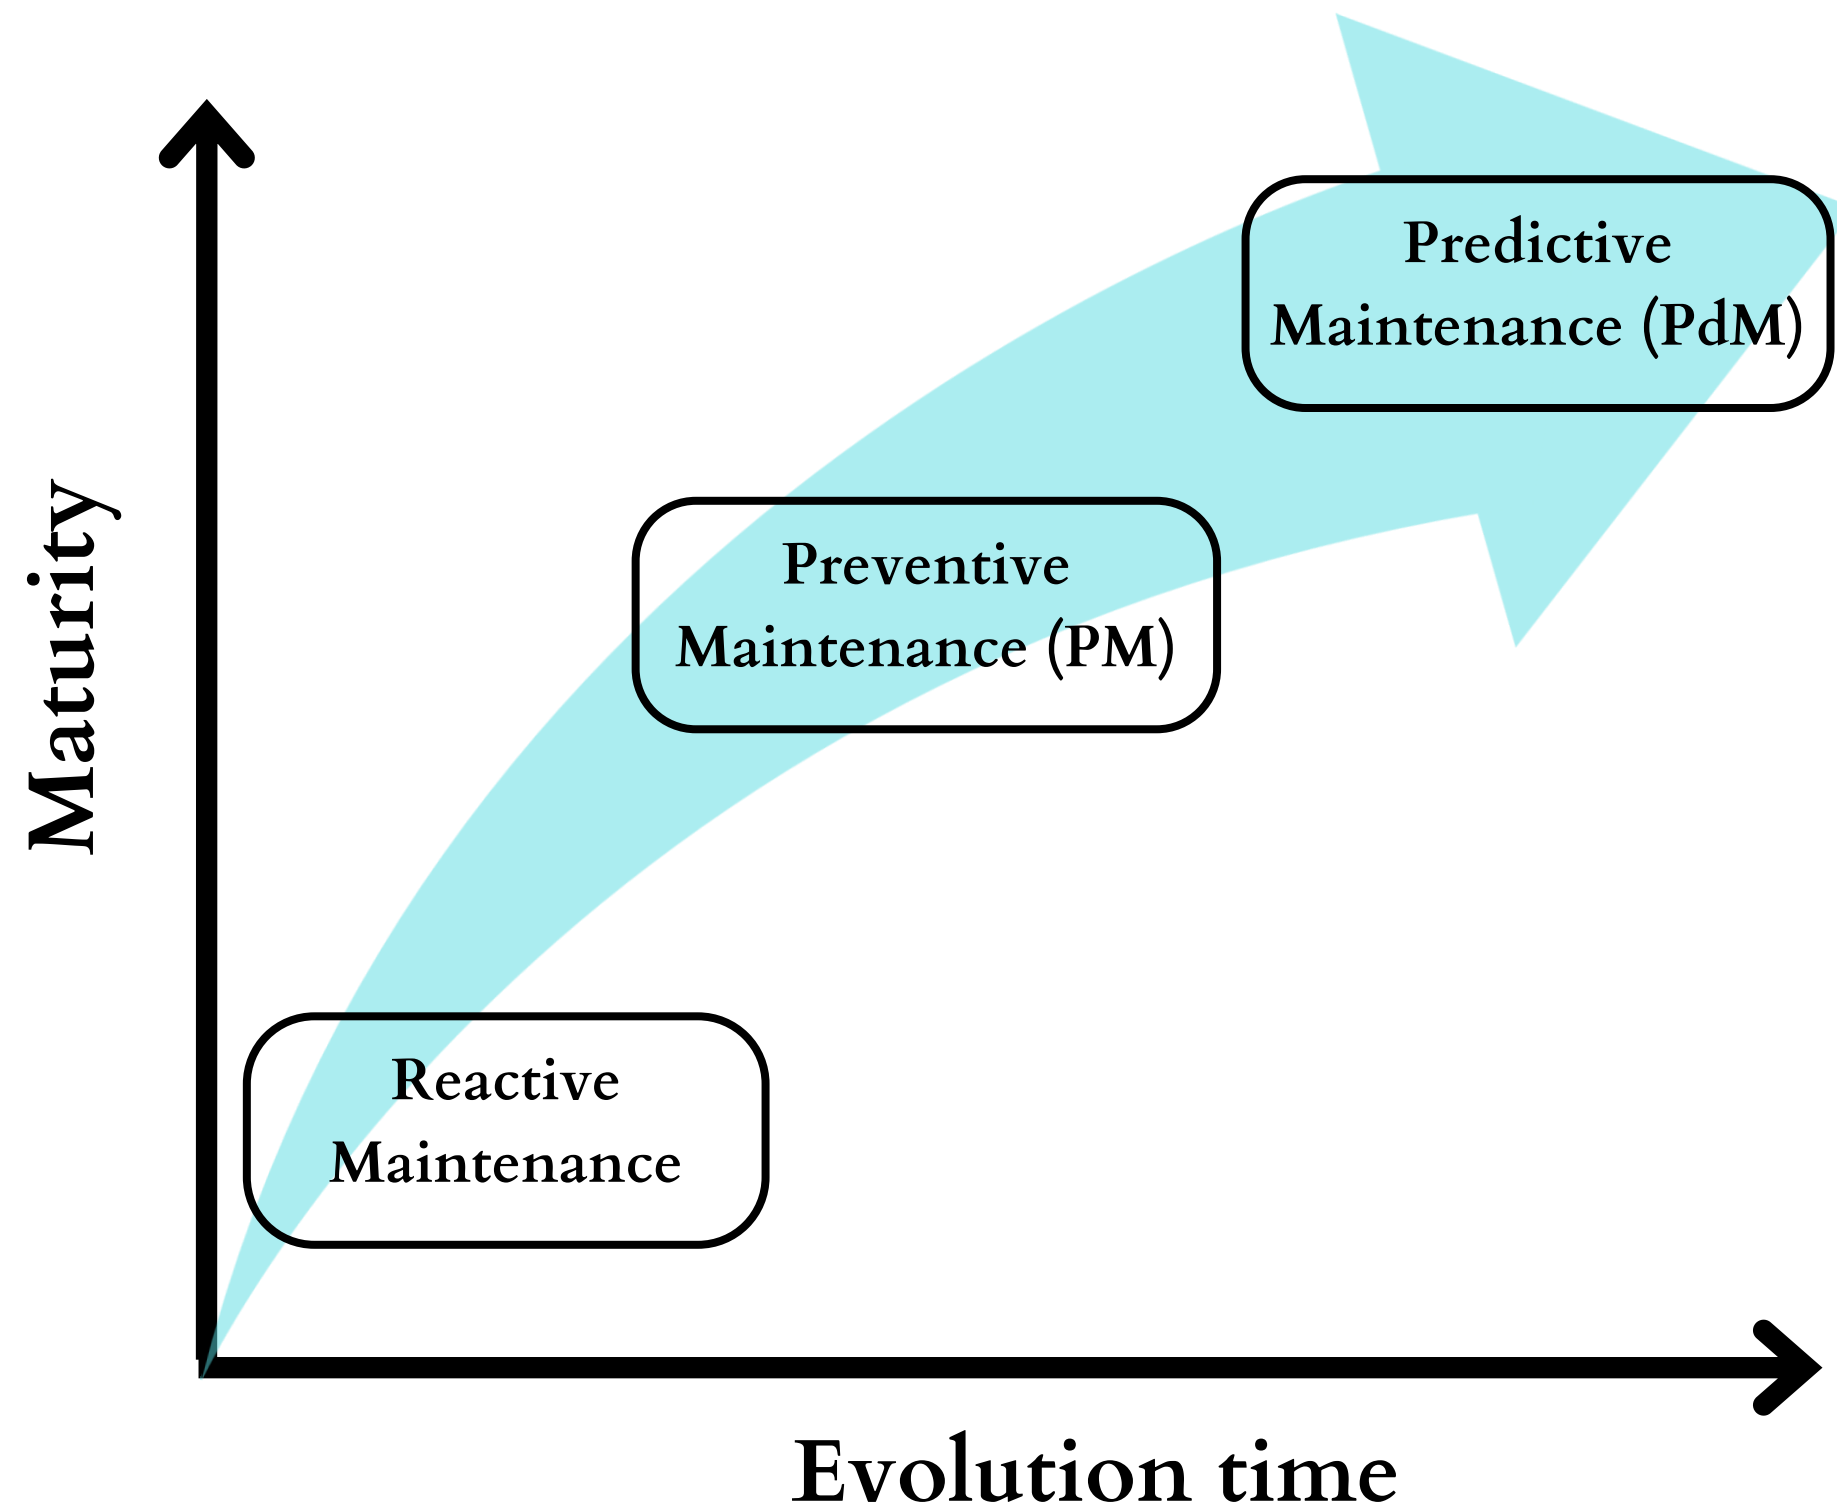 Predictive
Maintenance (PdM)
Preventive
Maintenance (PM)
Maturity
Reactive
Maintenance
Evolution time